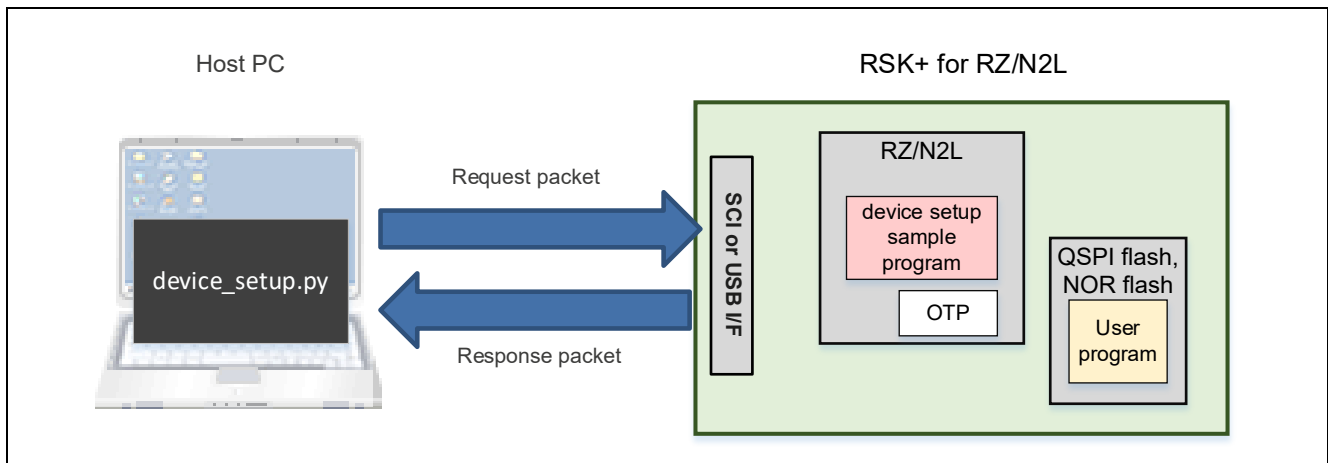 Host PC
RSK+ for RZ/N2L
RZ/N2L
Request packet
SCI or USB I/F
device setup
sample
program
device_setup.py
QSPI flash,
NOR flash
OTP
User
program
Response packet